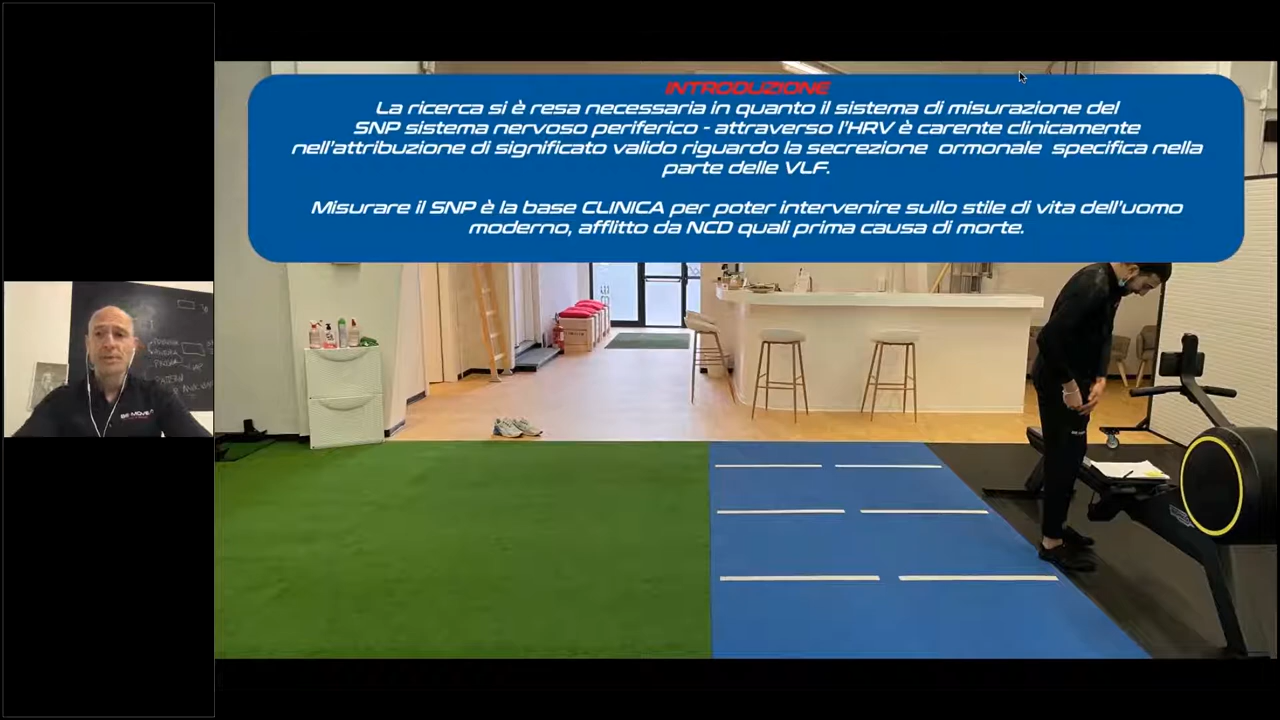 INTRODUZIONE
La ricerca si è resa necessaria in quanto il sistema di misurazione del
SNP sistema nervoso periferico - attraverso l'HRV è carente clinicamente
nell'attribuzione di significato valido riguardo la secrezione ormonale specifica nella
parte delle VLF.
Misurare il SNP è la base CLINICA per poter intervenire sullo stile di vita dell'uomo
moderno, afflitto da NCD quali prima causa di morte.
BE MOVE